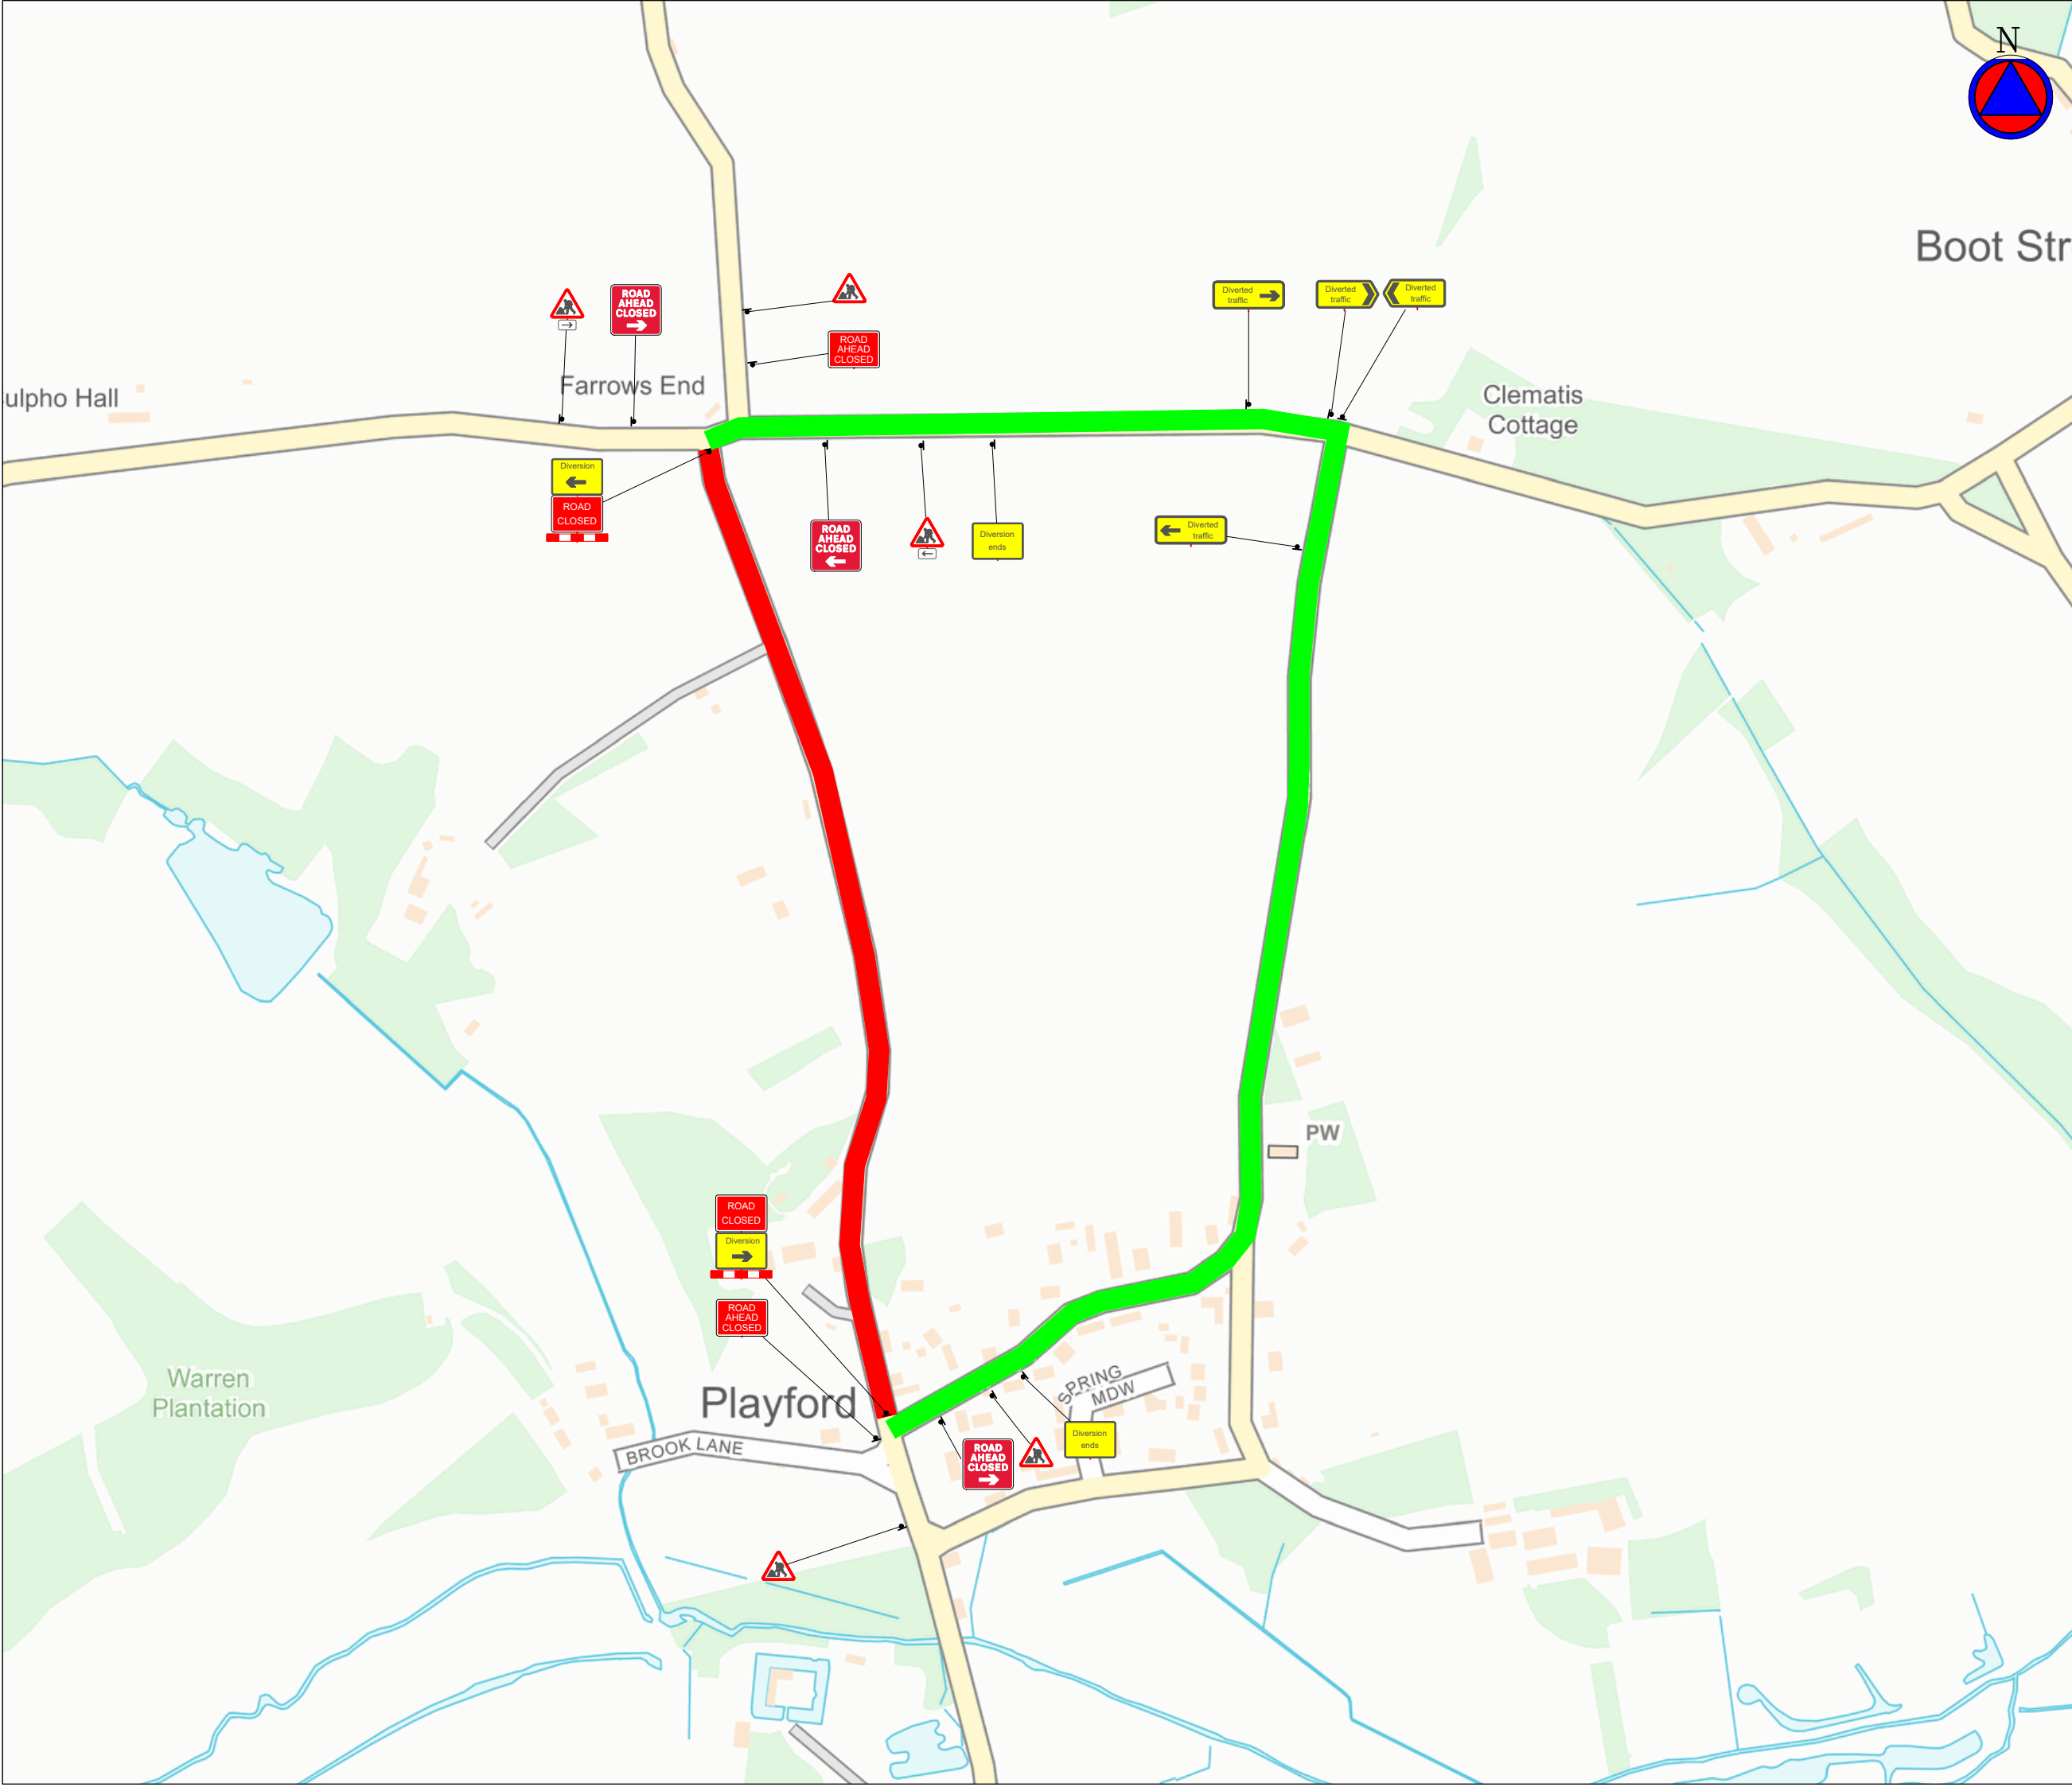 N
Boot Str
ROAD
AHEAD
CLOSED
Diverted
traffic
Diverted
traffic
Diverted
traffic
ROAD
AHEAD
CLOSED
Farrows End
ulpho Hall
Clematis
Cottage
Diversion
ROAD
CLOSED
ROAD
AHEAD
CLOSED
Diversion
ends
Diverted
traffic
PW
ROAD
CLOSED
Diversion
ROAD
AHEAD
CLOSED
Warren
Plantation
Playford
SPRING
MDW
BROOK LANE
ROAD
AHEAD
CLOSED
Diversion
ends